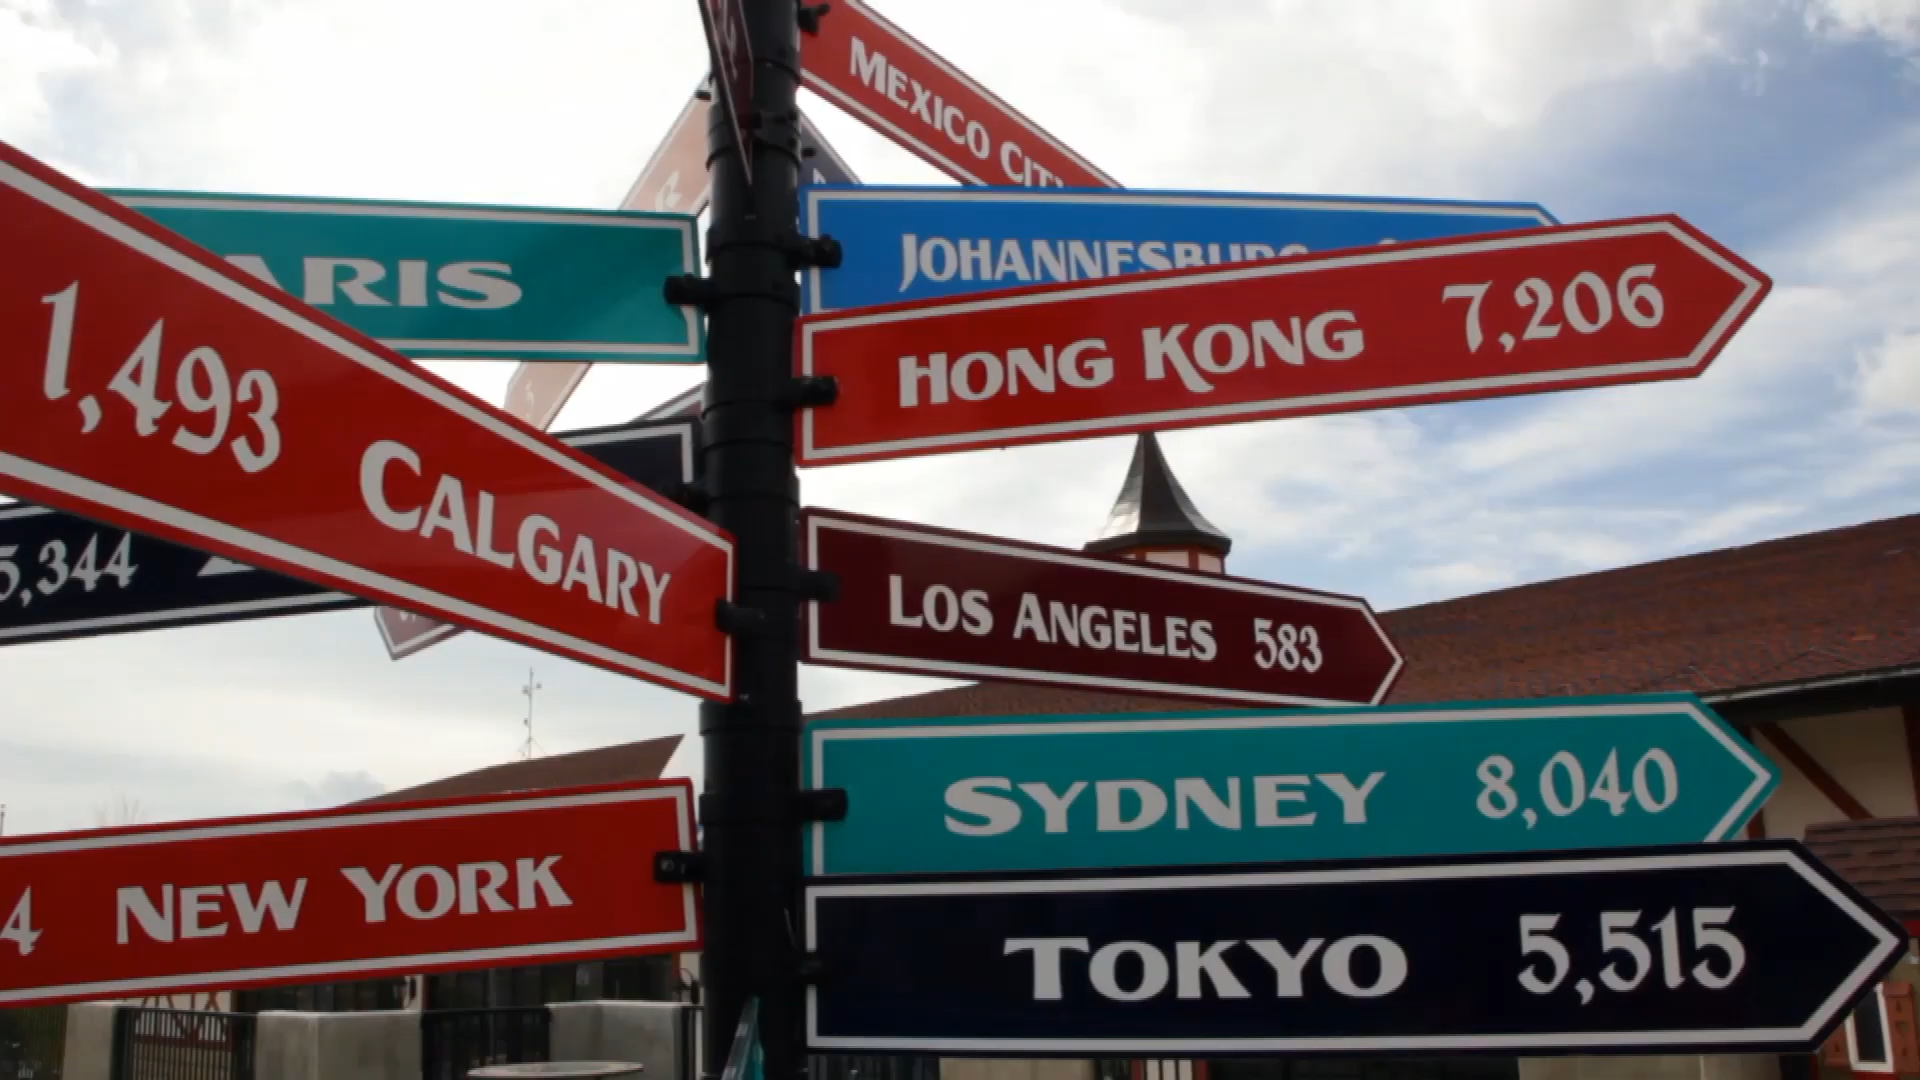 MEXICO CITY
JOHANNESBURG
ARIS
HONG KONG 7,206
1,493 CALGARY
5,344
LOS ANGELES 583
SYDNEY 8,040
4 NEW YORK
TOKYO 5,515